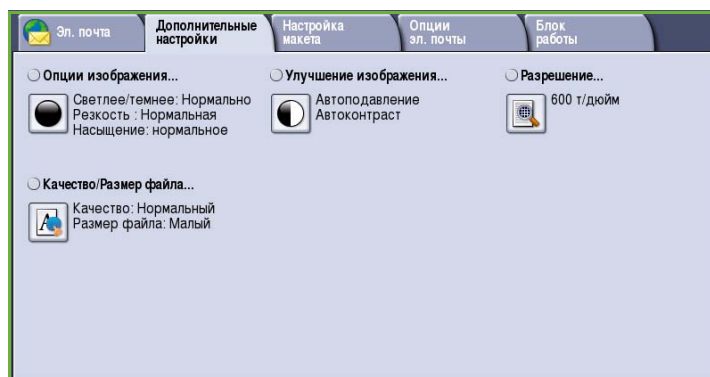 Эл. почта
Дополнительные
настройки
Настройка
макета
Опции
эл. почты
Блок
работы
Опции изображения...
Светлее/темнее: Нормально
Резкость : Нормальная
Насыщение: нормальное
Улучшение изображения...
Автоподавление
Автоконтраст
Разрешение...
600 т/дюйм
Качество/Размер файла...
Качество: Нормальный
Размер файла: Малый